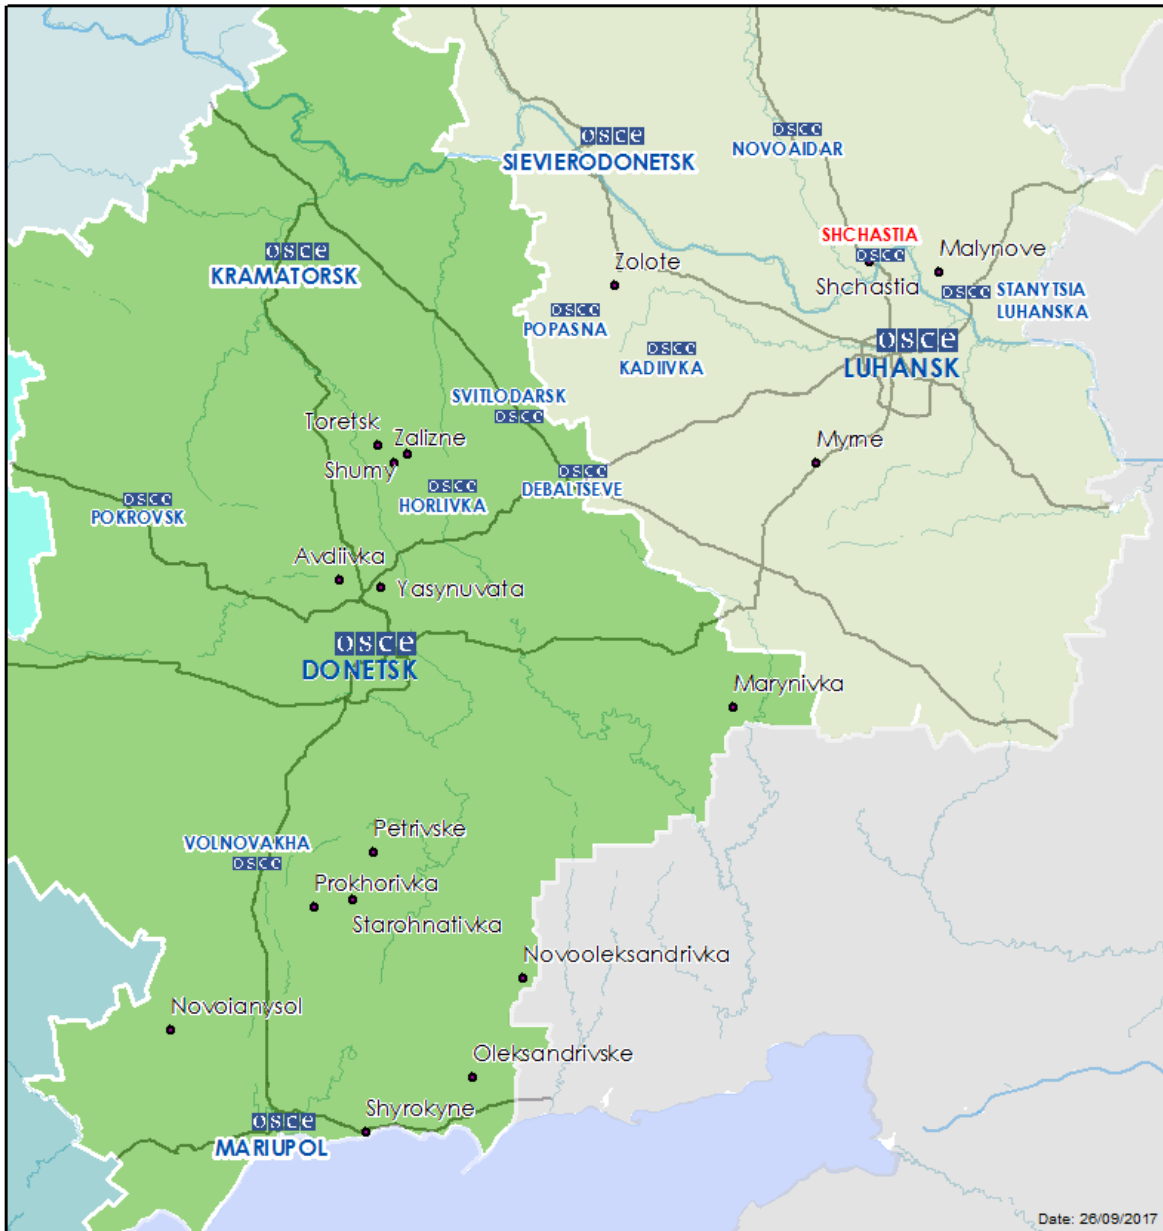 osce
SIEVIERODONETSK
osce
NOVOAIDAR
osce
KRAMATORSK
SHCHASTIA
osce
Shchastia
Malynove
osce
STANYTSIA
LUHANSKA
Zolote
osce
POPASNA
osce
KADIIVKA
osce
LUHANSK
SVITLODARSK
osce
Toretsk
Zalizne
Shumy
osce
HORLIVKA
osce
DEBALTSEVE
Myrne
osce
POKROVSK
Avdiivka
Yasynuvata
osce
DONETSK
Marynivka
VOLNOVAKHA
osce
Petrivske
Prokhorivka
Starohnativka
Novooleksandrivka
Novoianysol
Oleksandrivske
Shyrokyne
osce
MARIUPOL
Date: 26/09/2017